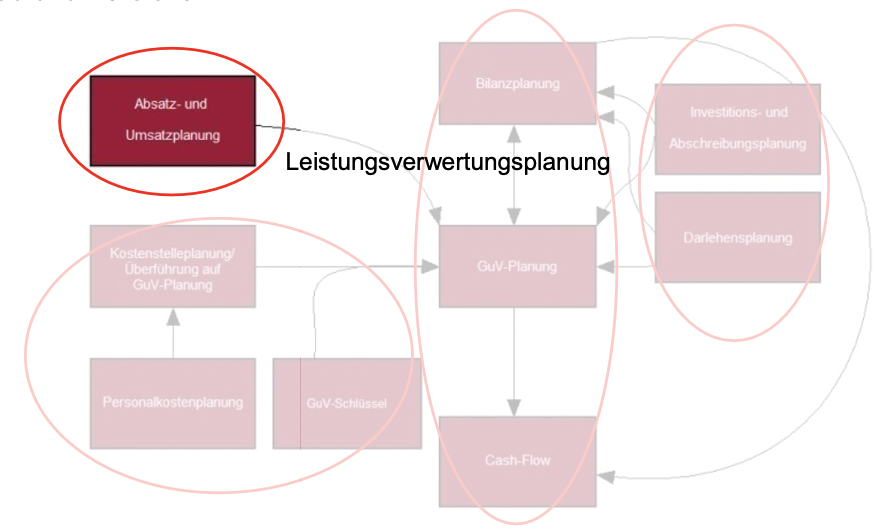 Absatz- und
Umsatzplanung
Bilanzplanung
Investitions- und
Abschreibungsplanung
Leistungsverwertungsplanung
Kostenstelleplanung/
Überführung auf
GuV-Planung
GuV-Planung
Darlehensplanung
Personalkostenplanung
GuV-Schlüssel
Cash-Flow